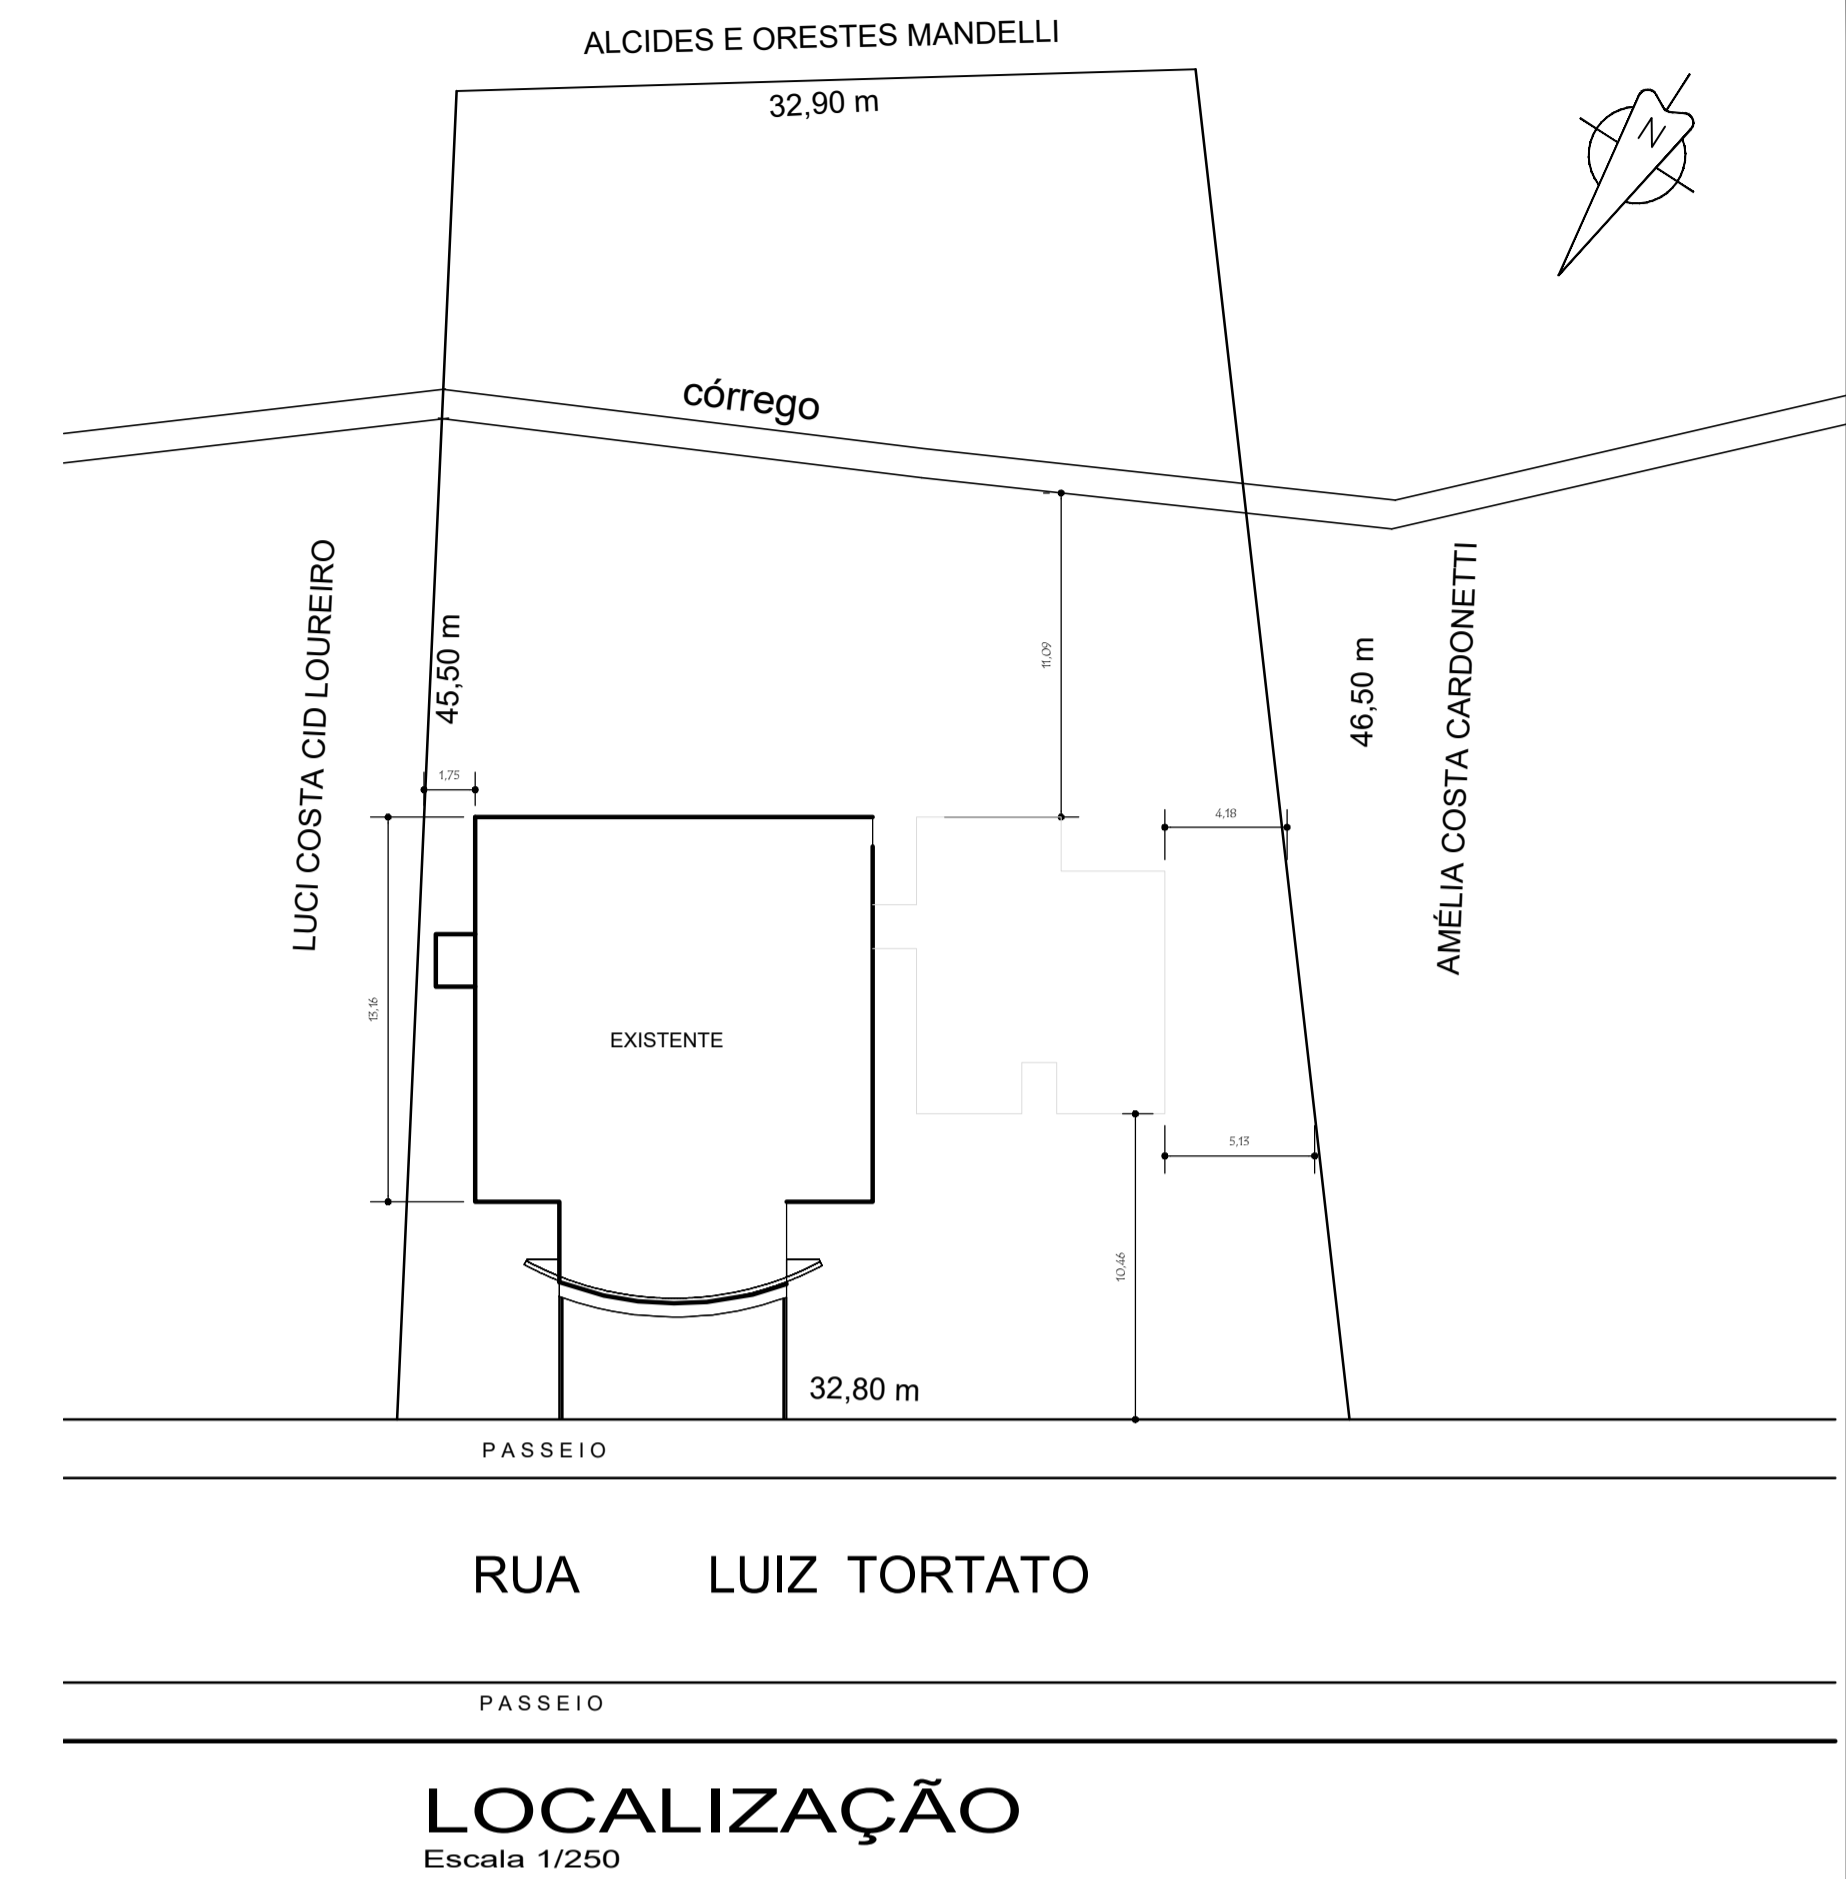 ALCIDES E ORESTES MANDELLI
32,90 m
N
córrego
LUCI COSTA CID LOUREIRO
45,50 m
11,09
46,50 m
AMÉLIA COSTA CARDONETTI
1,75
4,18
13,16
EXISTENTE
5,13
10,46
32,80 m
PASSEIO
RUA LUIZ TORTATO
PASSEIO
LOCALIZAÇÃO
Escala 1/250